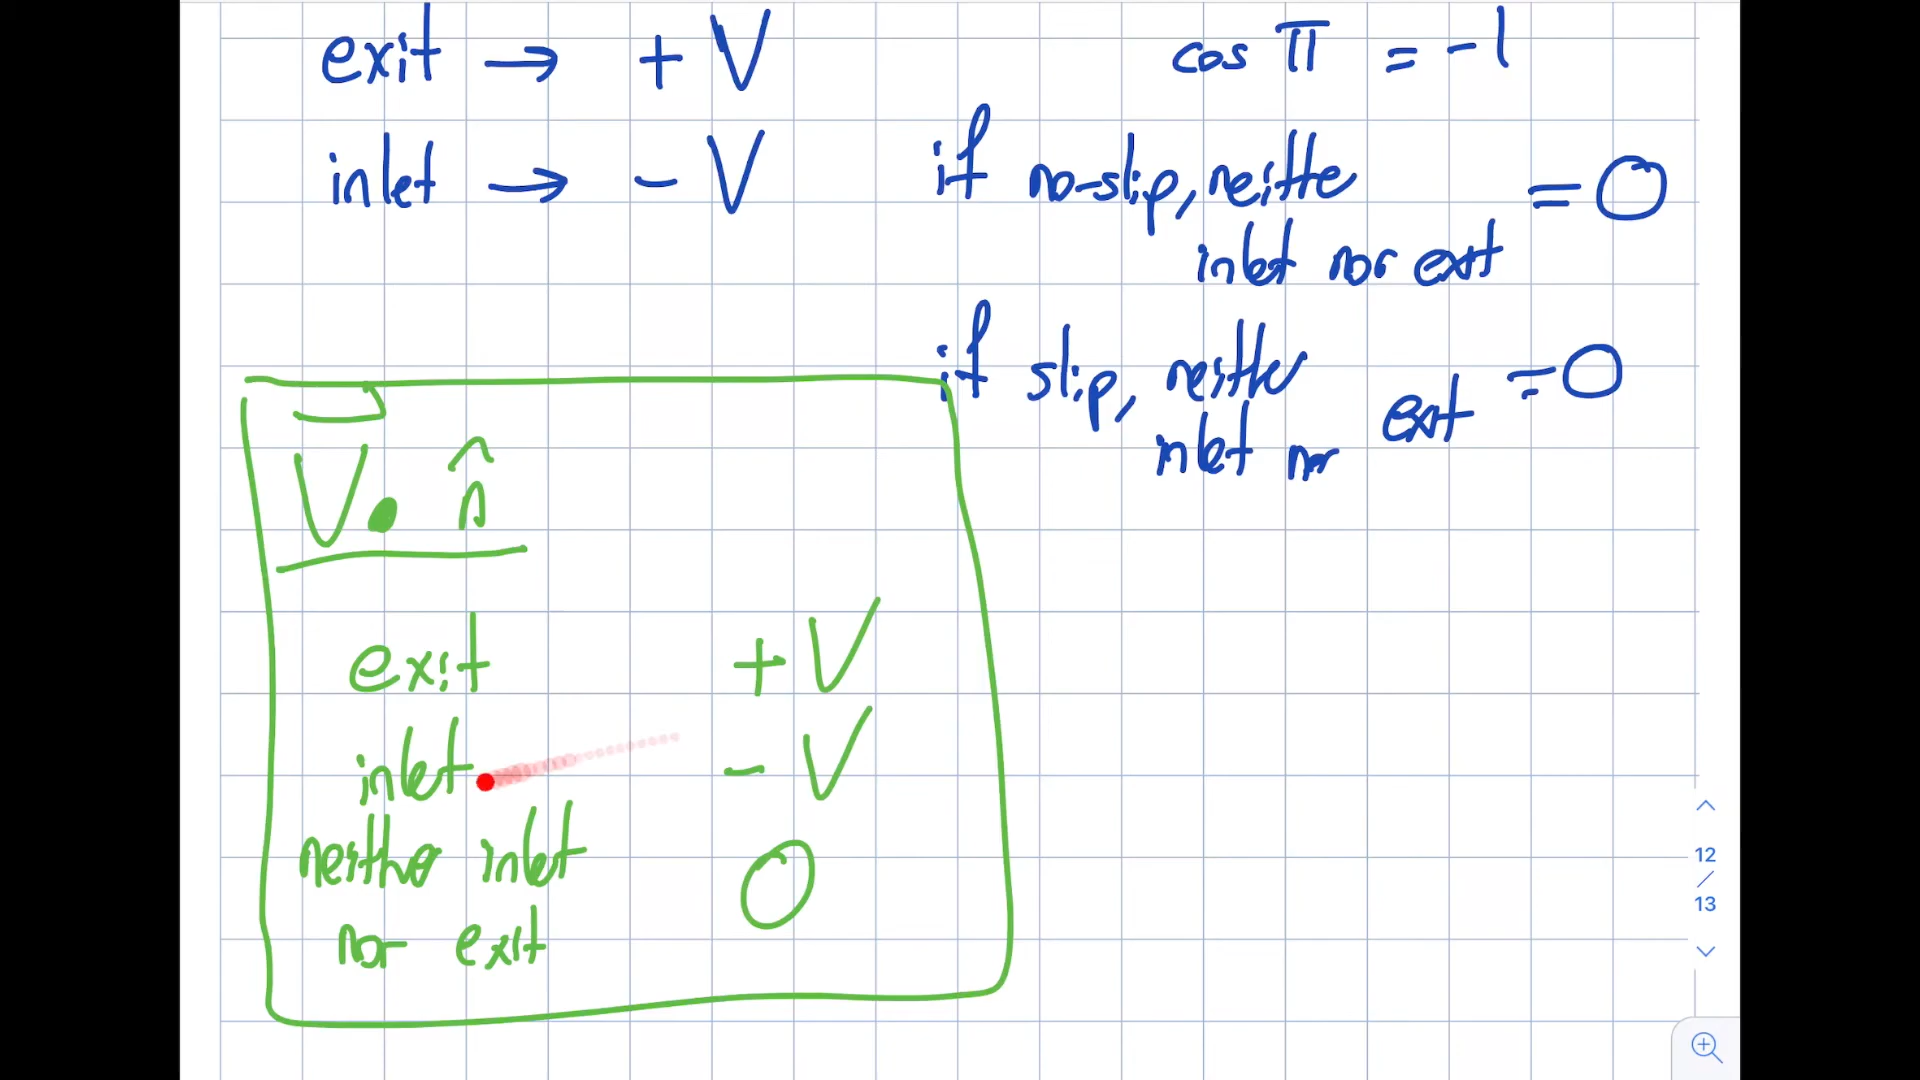 exit → + V
inlet → - V
cos π = -1
if no-slip, neither = 0
inlet nor exit
if slip, neither = 0
inlet nor exit
V⃗ • n̂
exit + V
inlet - V
neither inlet 0
nor exit
12
/
13